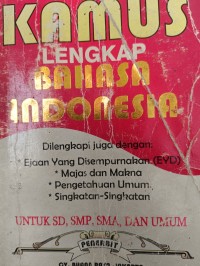 KAMUS
LENGKAP
BAHASA
INDONESIA
Dilengkapi juga dengan:
* Ejaan Yang Disempurnakan (EYD)
* Majas dan Makna
* Pengetahuan Umum
* Singkatan-Singkatan
UNTUK SD, SMP, SMA, DAN UMUM
PENERBIT